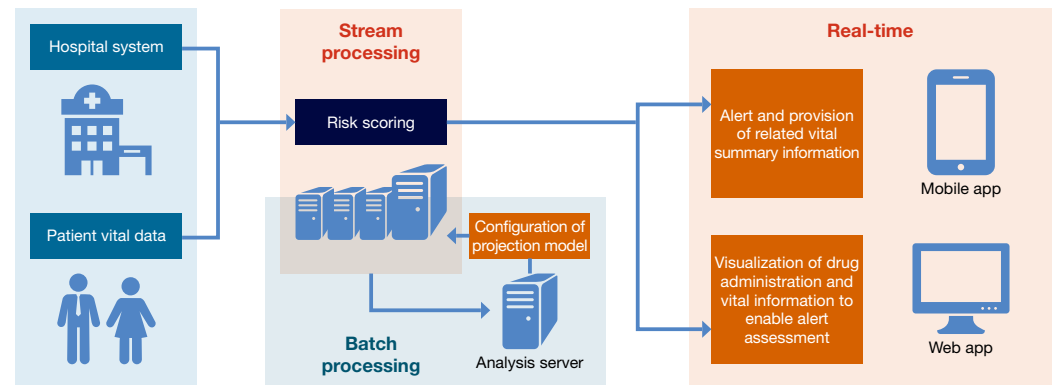 Hospital system
Patient vital data
Stream
processing
Risk scoring
Configuration of
projection model
Batch
processing
Analysis server
Real-time
Alert and provision
of related vital
summary information
Mobile app
Visualization of drug
administration and
vital information to
enable alert
assessment
Web app